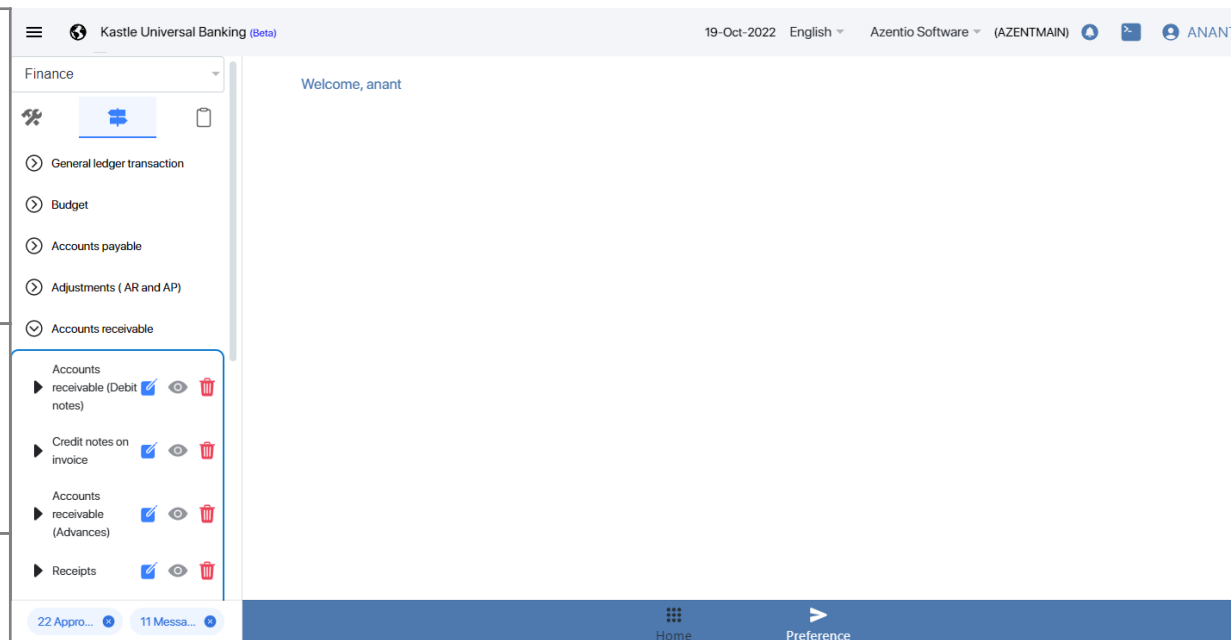 Kastle Universal Banking (Beta)
19-Oct-2022 English Azentio Software (AZENTMAIN) ANANT
Finance
Welcome, anant
General ledger transaction
Budget
Accounts payable
Adjustments ( AR and AP)
Accounts receivable
Accounts
receivable (Debit
notes)
Credit notes on
invoice
Accounts
receivable
(Advances)
Receipts
22 Appro...
11 Messa...
Home
Preference